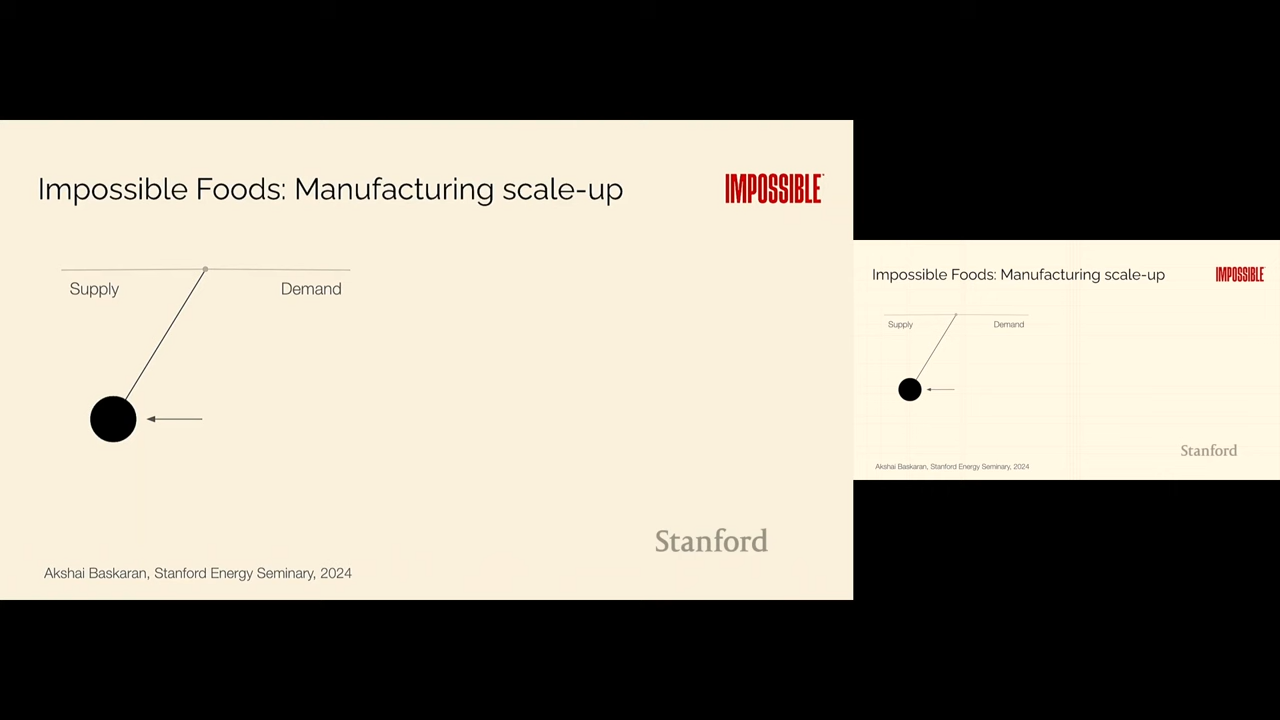 Impossible Foods: Manufacturing scale-up
IMPOSSIBLE
Supply
Demand
Stanford
Akshai Baskaran, Stanford Energy Seminary, 2024
Impossible Foods: Manufacturing scale-up
IMPOSSIBLE
Supply
Demand
Stanford
Akshai Baskaran, Stanford Energy Seminary, 2024